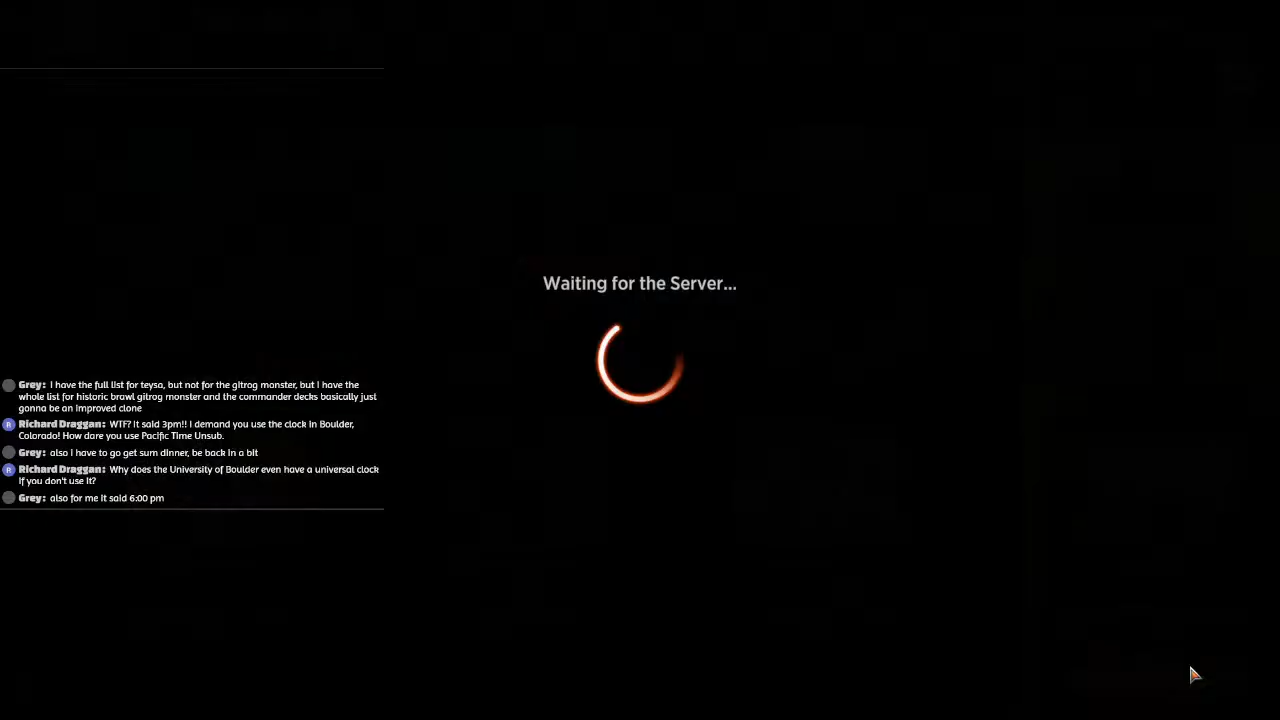 Waiting for the Server...
Grey: I have the full list for teysa, but not for the gitrog monster, but I have the
whole list for historic brawl gitrog monster and the commander decks basically just
gonna be an improved clone
R Richard Draggan: WTF? It said 3pm!! I demand you use the clock in Boulder,
Colorado! How dare you use Pacific Time Unsub.
Grey: also I have to go get sum dinner, be back in a bit
R Richard Draggan: Why does the University of Boulder even have a universal clock
if you don't use it?
Grey: also for me it said 6:00 pm